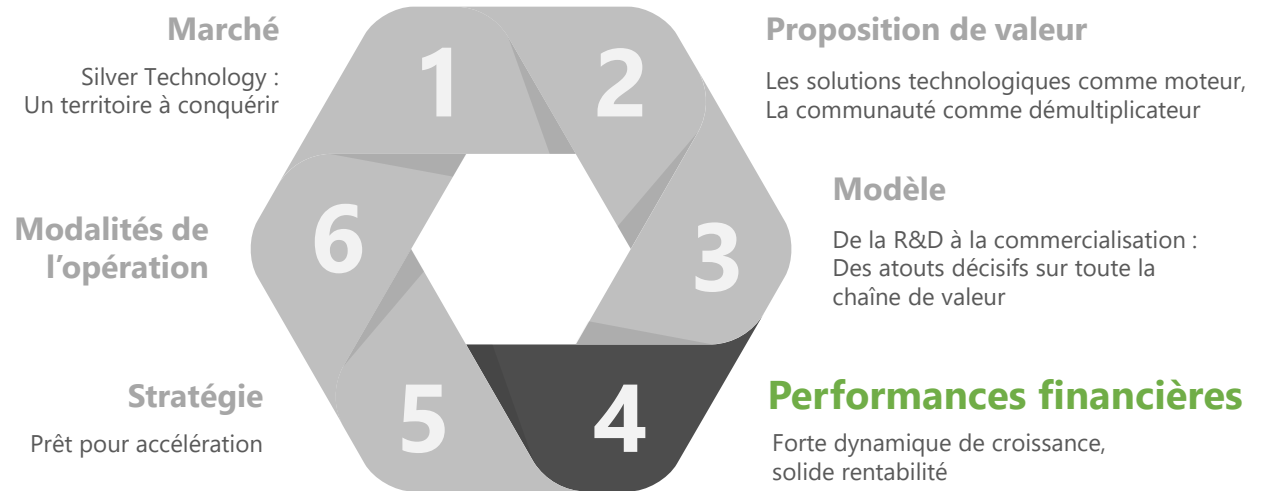 Marché
Silver Technology :
Un territoire à conquérir
1
2
Proposition de valeur
Les solutions technologiques comme moteur,
La communauté comme démultiplicateur
3
Modèle
De la R&D à la commercialisation :
Des atouts décisifs sur toute la
chaîne de valeur
4
Performances financières
Forte dynamique de croissance,
solide rentabilité
5
Stratégie
Prêt pour accélération
6
Modalités de
l’opération